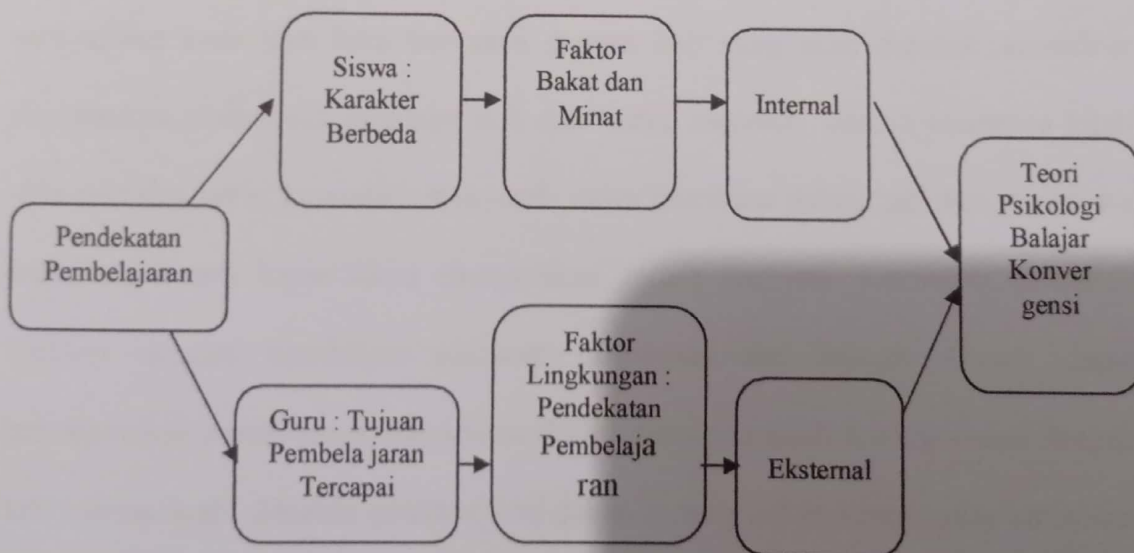 Siswa :
Karakter
Berbeda
Faktor
Bakat dan
Minat
Internal
Teori
Psikologi
Balajar
Konver
gensi
Pendekatan
Pembelajaran
Guru : Tujuan
Pembela jaran
Tercapai
Faktor
Lingkungan :
Pendekatan
Pembelaja
ran
Eksternal